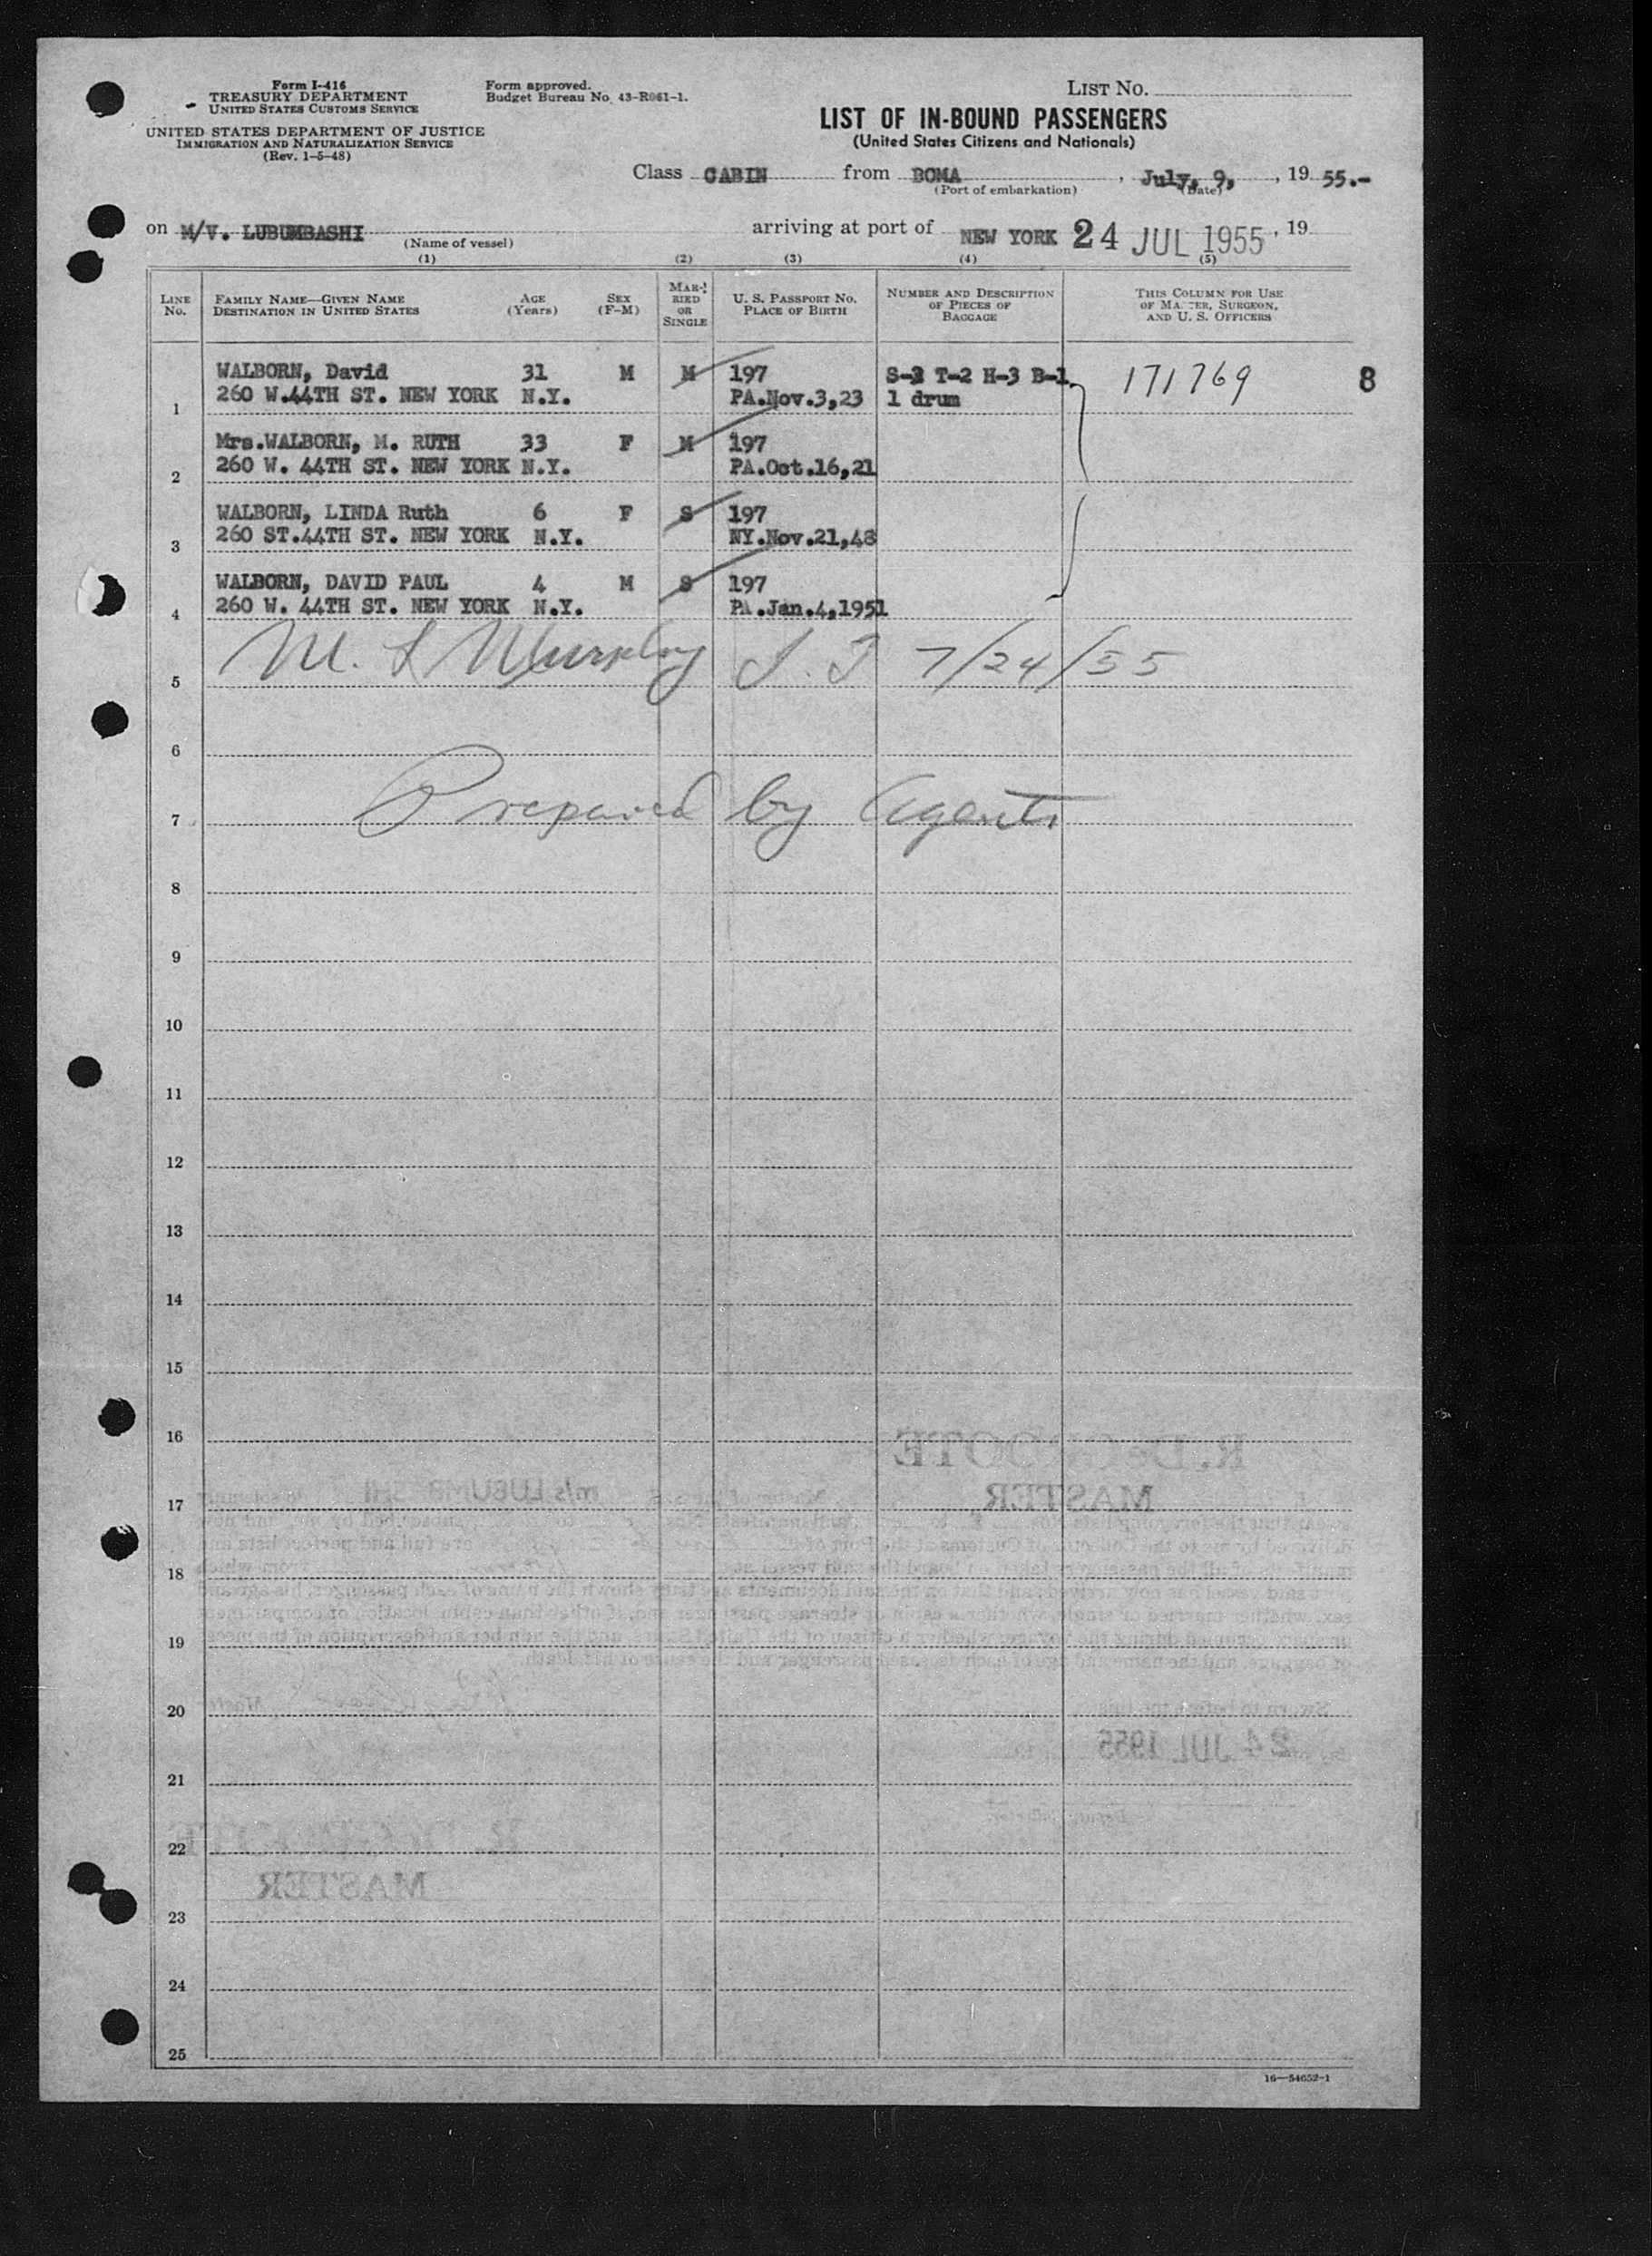 Form I-416
TREASURY DEPARTMENT
UNITED STATES CUSTOMS SERVICE
UNITED STATES DEPARTMENT OF JUSTICE
IMMIGRATION AND NATURALIZATION SERVICE
(Rev. 1-5-48)
Form approved.
Budget Bureau No. 43-R061-1.
LIST NO.
LIST OF IN-BOUND PASSENGERS
(United States Citizens and Nationals)
Class CABIN from BOMA , July, 9, , 19 55.-
(Port of embarkation) (Date)
on M/V. LUBUMBASHI arriving at port of NEW YORK 24 JUL 1955 , 19
(Name of vessel)
(1) (2) (3) (4) (5)
LINE No. FAMILY NAME—GIVEN NAME DESTINATION IN UNITED STATES AGE (Years) SEX (F-M) MARRIED OR SINGLE U. S. PASSPORT NO. PLACE OF BIRTH NUMBER AND DESCRIPTION OF PIECES OF BAGGAGE THIS COLUMN FOR USE OF MASTER, SURGEON, AND U. S. OFFICERS
WALBORN, David 31 M M 197 T-2 H-3 B-1 171769 8
1 260 W.44TH ST. NEW YORK N.Y. PA.Nov.3,23 1 drum
Mrs.WALBORN, M. RUTH 33 F M 197
2 260 W. 44TH ST. NEW YORK N.Y. PA.Oct.16,21
WALBORN, LINDA Ruth 6 F S 197
3 260 ST.44TH ST. NEW YORK N.Y. NY.Nov.21,48
WALBORN, DAVID PAUL 4 M S 197
4 260 W. 44TH ST. NEW YORK N.Y. PA.Jan.4,1951
5 M. L Murphy 7/24/55
6
7 Prepared by Agents
8
9
10
11
12
13
14
15
16
17 MASTER
18
19
20
24 JUL 1955
21
22
MASTER
23
24
25
16—54652-1